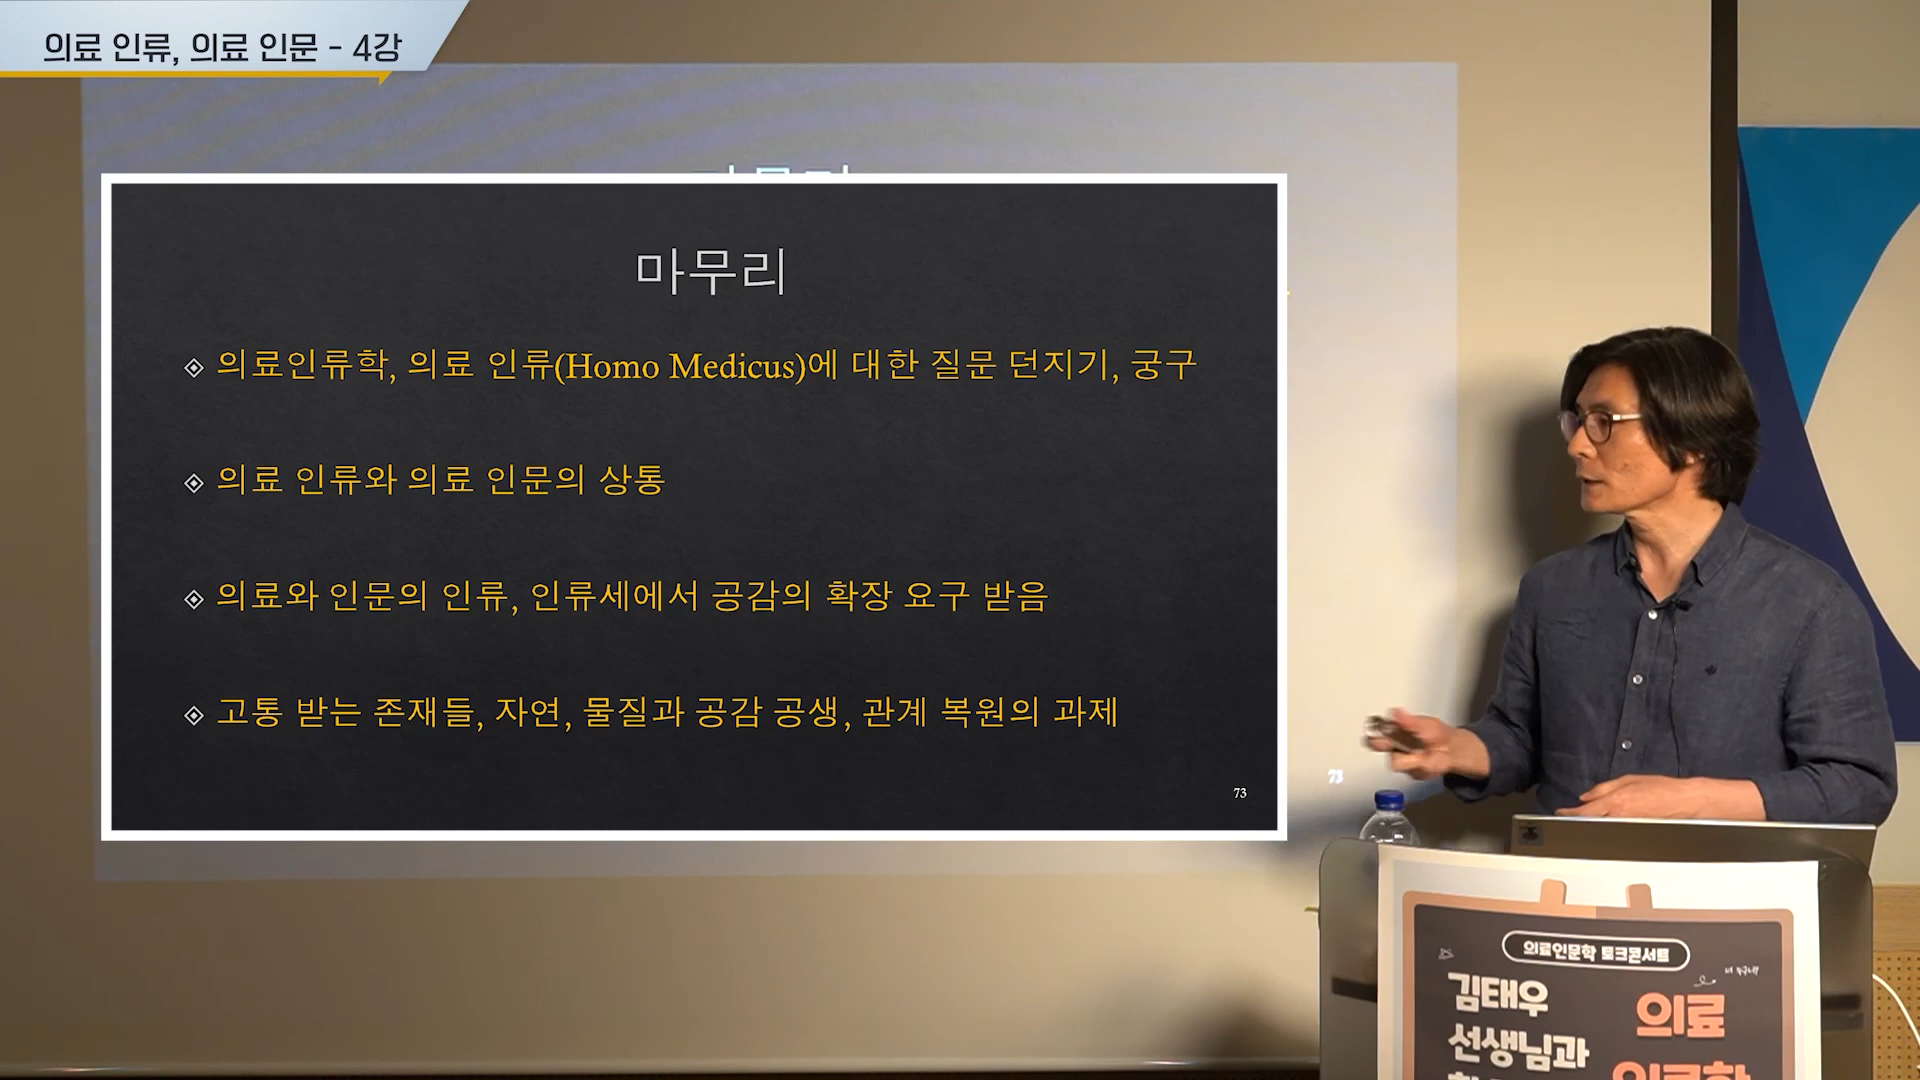 의료 인류, 의료 인문 - 4강
마무리
의료인류학, 의료 인류(Homo Medicus)에 대한 질문 던지기, 궁구
의료 인류와 의료 인문의 상통
의료와 인문의 인류, 인류세에서 공감의 확장 요구 받음
고통 받는 존재들, 자연, 물질과 공감 공생, 관계 복원의 과제
73
73
의료인문학 토크콘서트
김태우
선생님과
의료